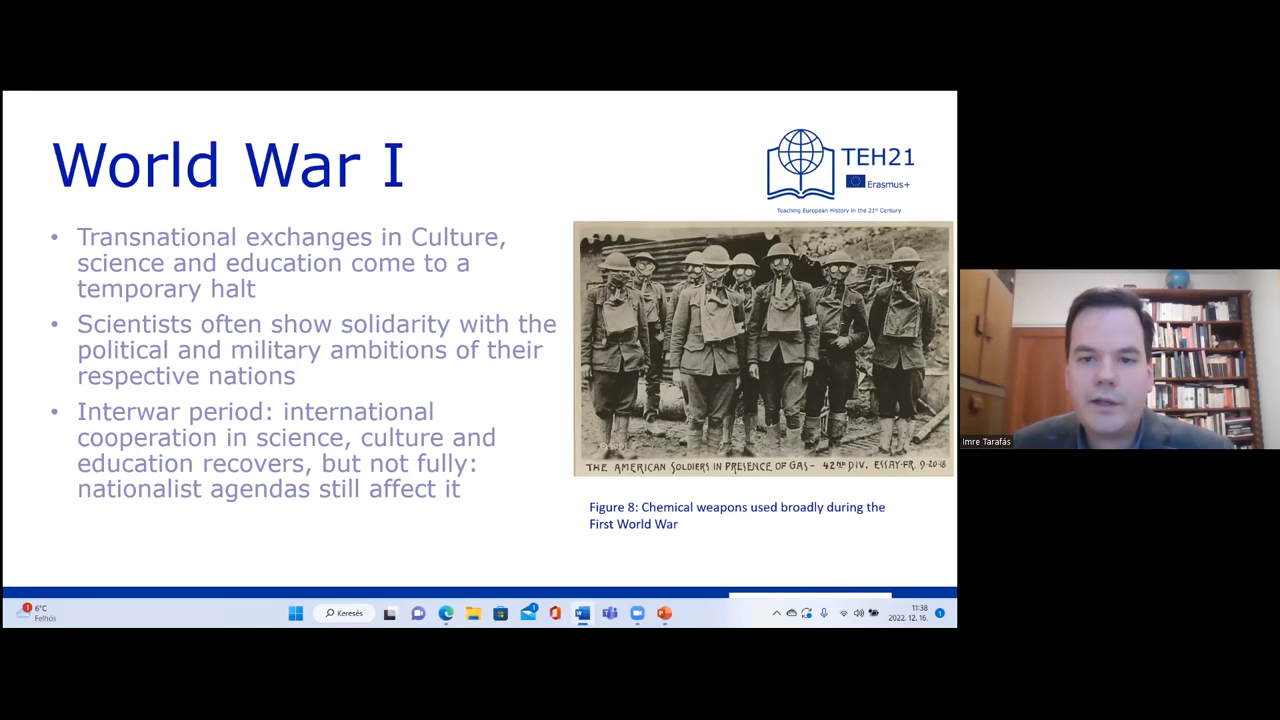 World War I
TEH21
Erasmus+
Teaching European History in the 21st Century
• Transnational exchanges in Culture,
science and education come to a
temporary halt
• Scientists often show solidarity with the
political and military ambitions of their
respective nations
• Interwar period: international
cooperation in science, culture and
education recovers, but not fully:
nationalist agendas still affect it
THE AMERICAN SOLDIERS IN PRESENCE OF GAS- 42ND DIV. ESSAY-FR. 9-20-18
Figure 8: Chemical weapons used broadly during the
First World War
Imre Tarafás
1
6°C
Felhős
Keresés
1
11:38
2022. 12. 16.
1